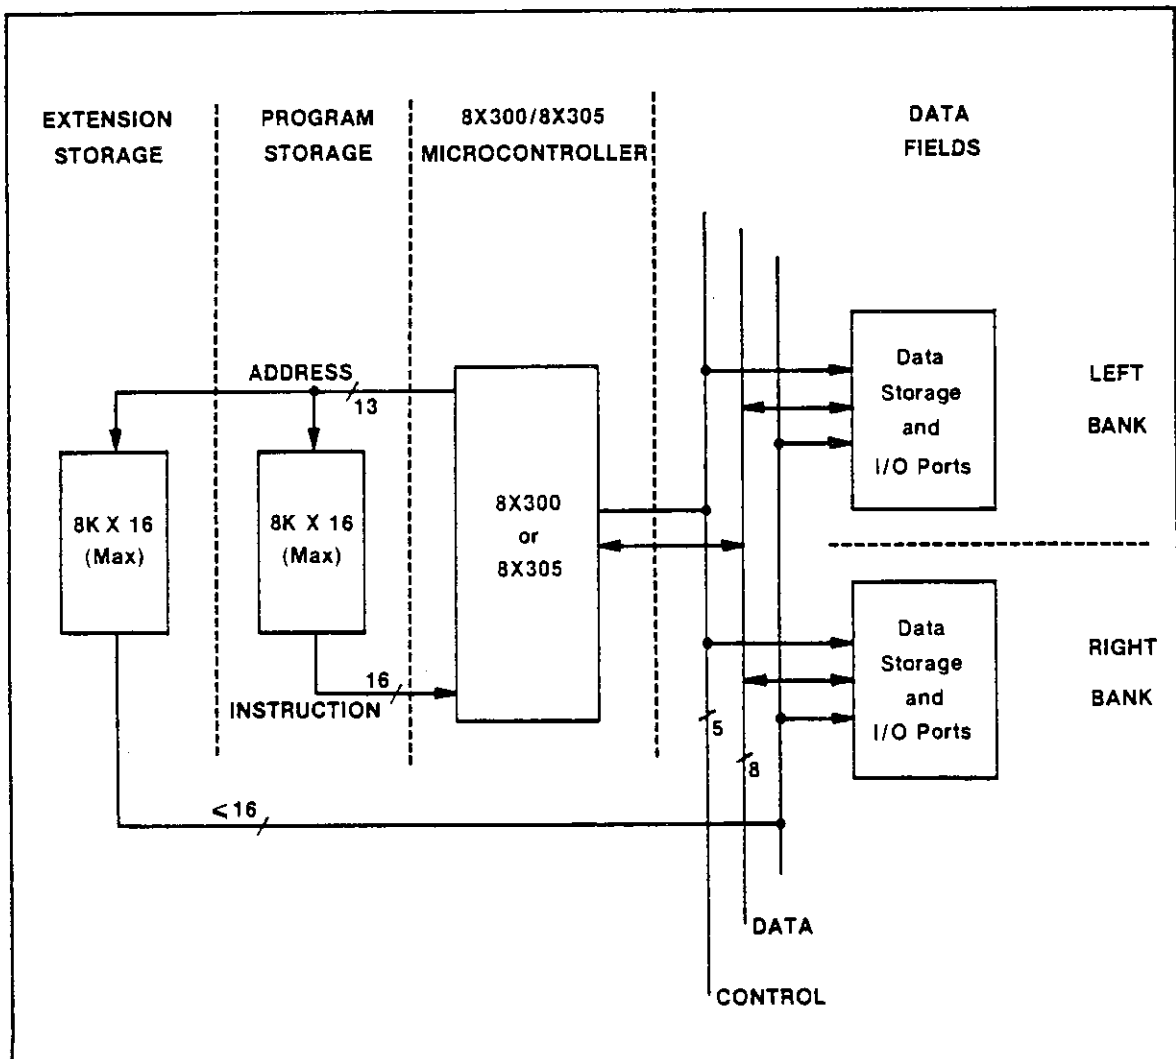 EXTENSION
STORAGE
PROGRAM
STORAGE
8X300/8X305
MICROCONTROLLER
DATA
FIELDS
ADDRESS
13
8K X 16
(Max)
8K X 16
(Max)
8X300
or
8X305
Data
Storage
and
I/O Ports
LEFT
BANK
Data
Storage
and
I/O Ports
RIGHT
BANK
16
INSTRUCTION
5
8
⩽16
DATA
CONTROL